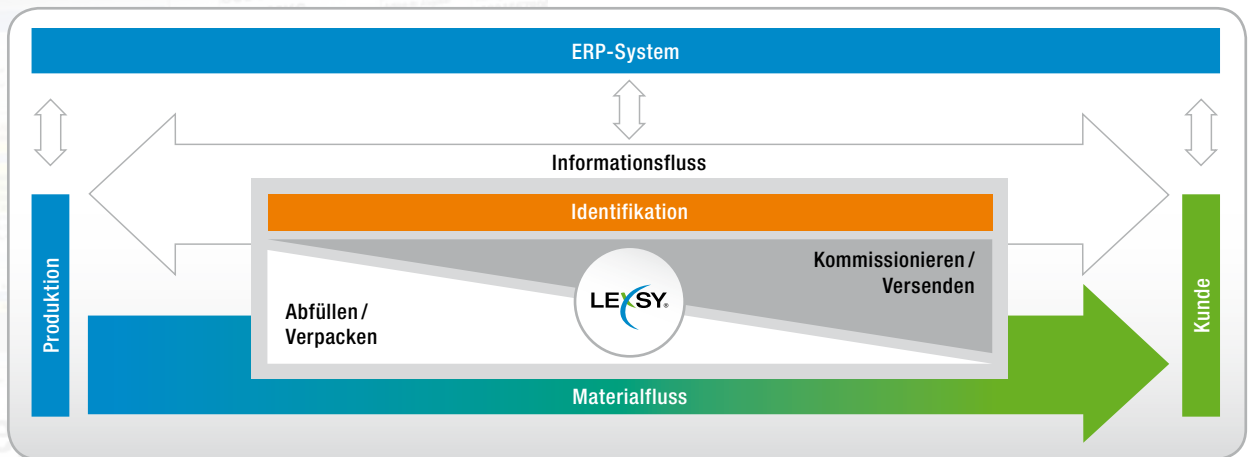 ERP-System
Informationsfluss
Identifikation
Kommissionieren /
Versenden
LEXSY®
Abfüllen /
Verpacken
Produktion
Kunde
Materialfluss